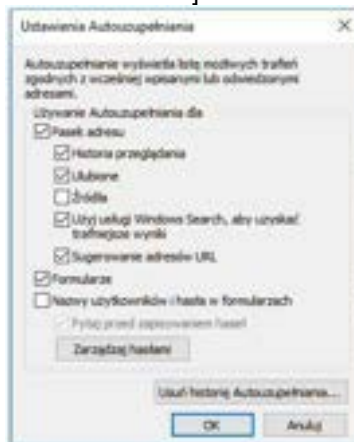 Ustawienia Autouzupełniania
Autouzupełnianie wyświetla listę możliwych trafień
zgodnych z wcześniej wpisanymi lub odwiedzonymi
adresami.
Używanie Autouzupełniania dla
Pasek adresu
Historia przeglądania
Ulubione
Źródła
Użyj usługi Windows Search, aby uzyskać
trafniejsze wyniki
Sugerowanie adresów URL
Formularze
Nazwy użytkowników i hasła w formularzach
Pytaj przed zapisywaniem haseł
Zarządzaj hasłami
Usuń historię Autouzupełniania...
OK Anuluj